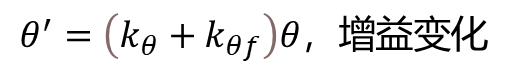 θ′ = (k_θ + k_θf)θ，增益变化